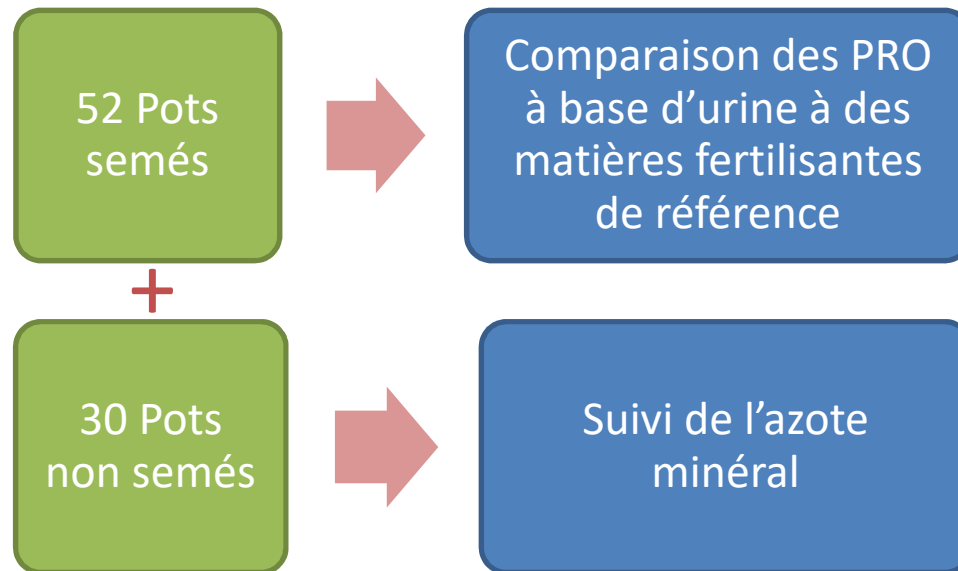 52 Pots
semés
Comparaison des PRO
à base d’urine à des
matières fertilisantes
de référence
+
30 Pots
non semés
Suivi de l’azote
minéral